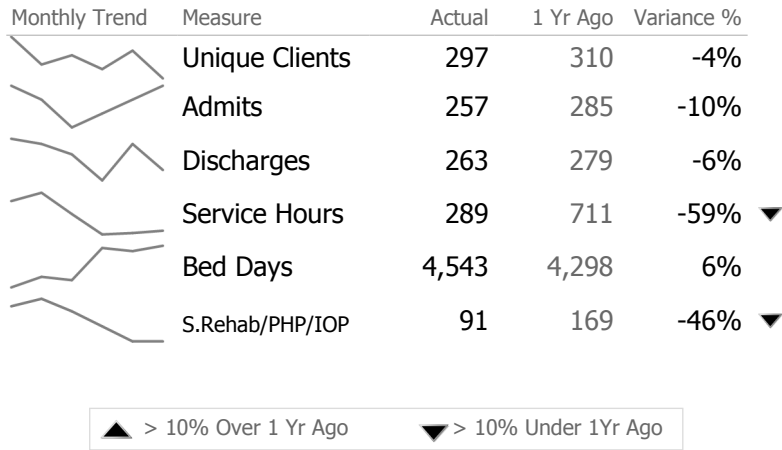 Monthly Trend Measure Actual 1 Yr Ago Variance %
Unique Clients 297 310 -4%
Admits 257 285 -10%
Discharges 263 279 -6%
Service Hours 289 711 -59% ▼
Bed Days 4,543 4,298 6%
S.Rehab/PHP/IOP 91 169 -46% ▼
▲ > 10% Over 1 Yr Ago ▼ > 10% Under 1Yr Ago